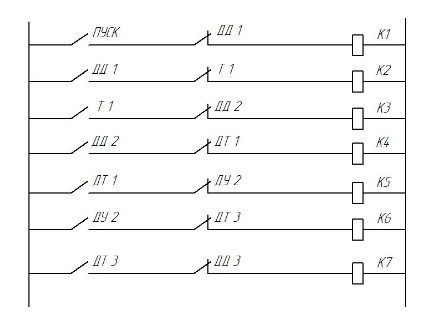 ПУСК ДД 1 К1
ДД 1 Т 1 К2
Т 1 ДД 2 К3
ДД 2 ДТ 1 К4
ДТ 1 ДУ 2 К5
ДУ 2 ДТ 3 К6
ДТ 3 ДД 3 К7